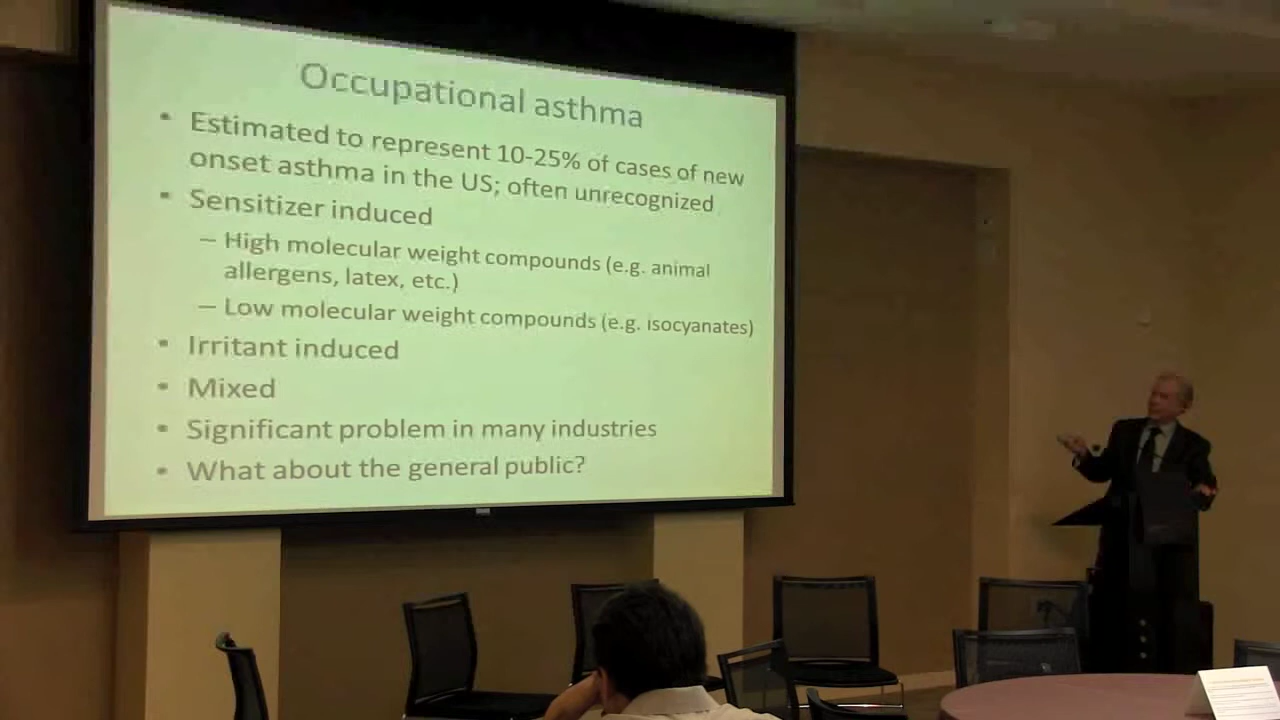 Occupational asthma
• Estimated to represent 10-25% of cases of new
onset asthma in the US; often unrecognized
• Sensitizer induced
– High molecular weight compounds (e.g. animal
allergens, latex, etc.)
– Low molecular weight compounds (e.g. isocyanates)
• Irritant induced
• Mixed
• Significant problem in many industries
• What about the general public?